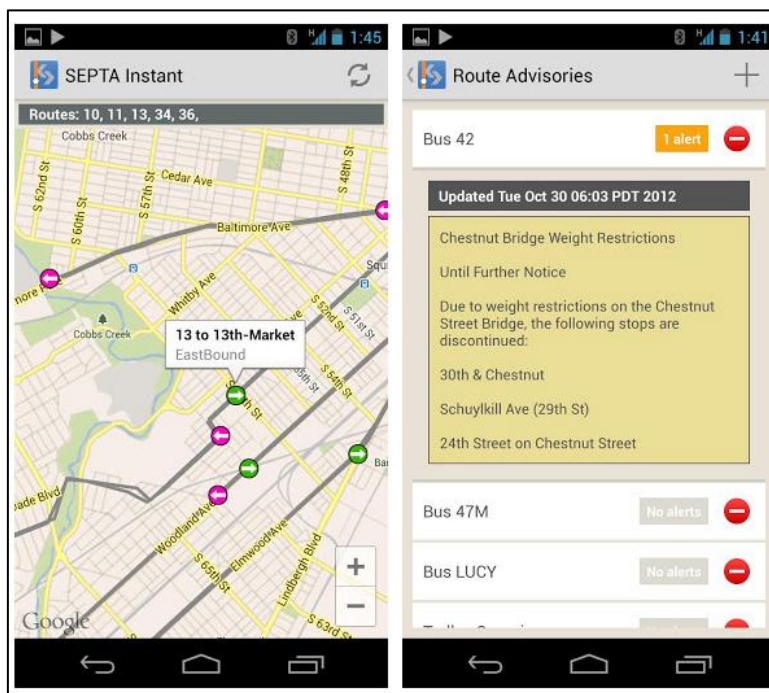 1:45
SEPTA Instant
Routes: 10, 11, 13, 34, 36,
Cobbs Creek
S 62nd St
S 60th St
S 57th St
S 48th St
Cedar Ave
Baltimore Ave
more
Whitby Ave
S 52nd St
S 51st St
S 54th St
Cobbs Creek
13 to 13th-Market
EastBound
Woodland Ave
Elmwood Ave
Lindbergh Blvd
S 65th St
S 63rd St
ade Blvd
+
−
Google
1:41
Route Advisories
Bus 42
1 alert
Updated Tue Oct 30 06:03 PDT 2012
Chestnut Bridge Weight Restrictions
Until Further Notice
Due to weight restrictions on the Chestnut
Street Bridge, the following stops are
discontinued:
30th & Chestnut
Schuylkill Ave (29th St)
24th Street on Chestnut Street
Bus 47M
No alerts
Bus LUCY
No alerts